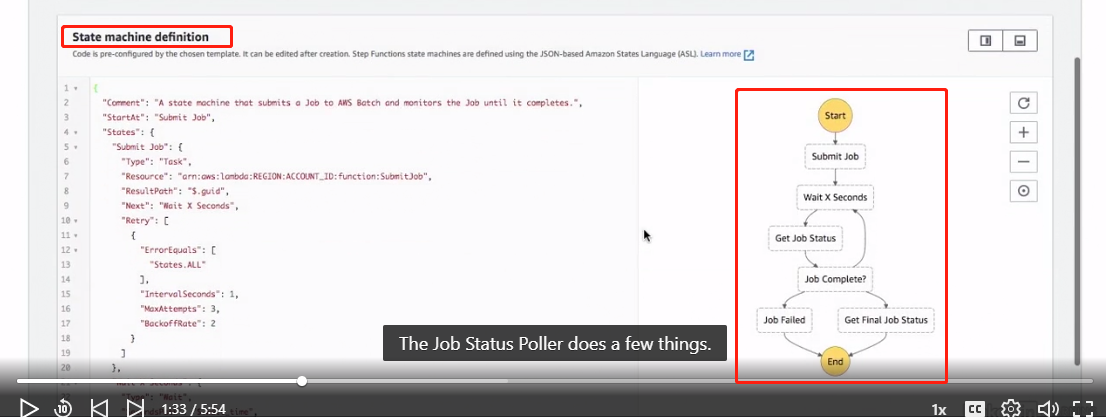 State machine definition
Code is pre-configured by the chosen template. It can be edited after creation. Step Functions state machines are defined using the JSON-based Amazon States Language (ASL). Learn more
1 {
2 "Comment": "A state machine that submits a Job to AWS Batch and monitors the Job until it completes.",
3 "StartAt": "Submit Job",
4 "States": {
5 "Submit Job": {
6 "Type": "Task",
7 "Resource": "arn:aws:lambda:REGION:ACCOUNT_ID:function:SubmitJob",
8 "ResultPath": "$.guid",
9 "Next": "Wait X Seconds",
10 "Retry": [
11 {
12 "ErrorEquals": [
13 "States.ALL"
14 ],
15 "IntervalSeconds": 1,
16 "MaxAttempts": 3,
17 "BackoffRate": 2
18 }
19 ]
20 },
"Type": "Wait",
Start
Submit Job
Wait X Seconds
Get Job Status
Job Complete?
Job Failed
Get Final Job Status
End
The Job Status Poller does a few things.
10
1:33 / 5:54
1x
CC